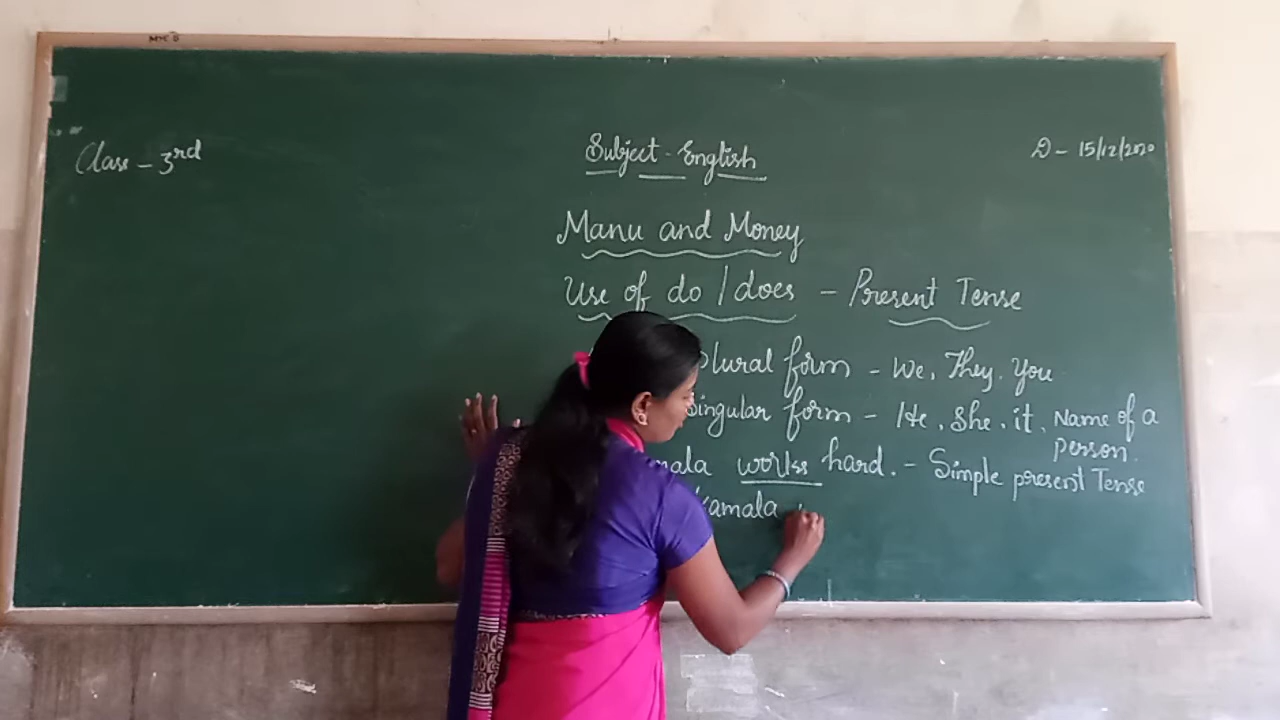 Class - 3rd
Subject - English
D - 15/12/2020
Manu and Money
Use of do / does - Present Tense
Plural form - We, They, You
Singular form - He, She, it, Name of a
person.
mala works hard. - Simple present Tense
Kamala